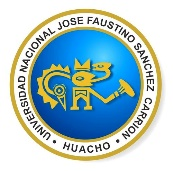 UNIVERSIDAD NACIONAL JOSE FAUSTINO SANCHEZ CARRION
• HUACHO •